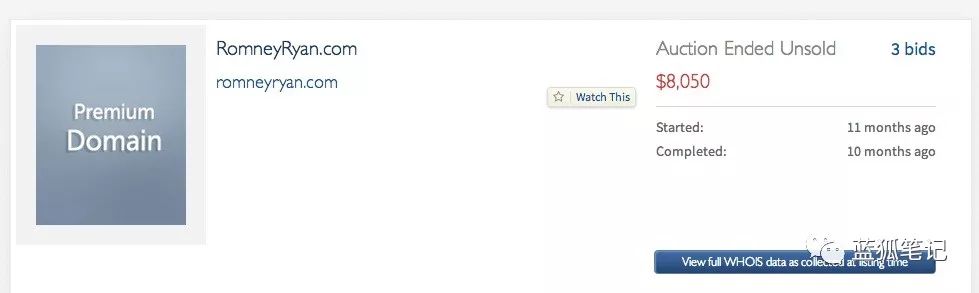 Premium
Domain
RomneyRyan.com
romneyryan.com
Watch This
Auction Ended Unsold 3 bids
$8,050
Started: 11 months ago
Completed: 10 months ago
View full WHOIS data as collected at listing time
蓝狐笔记